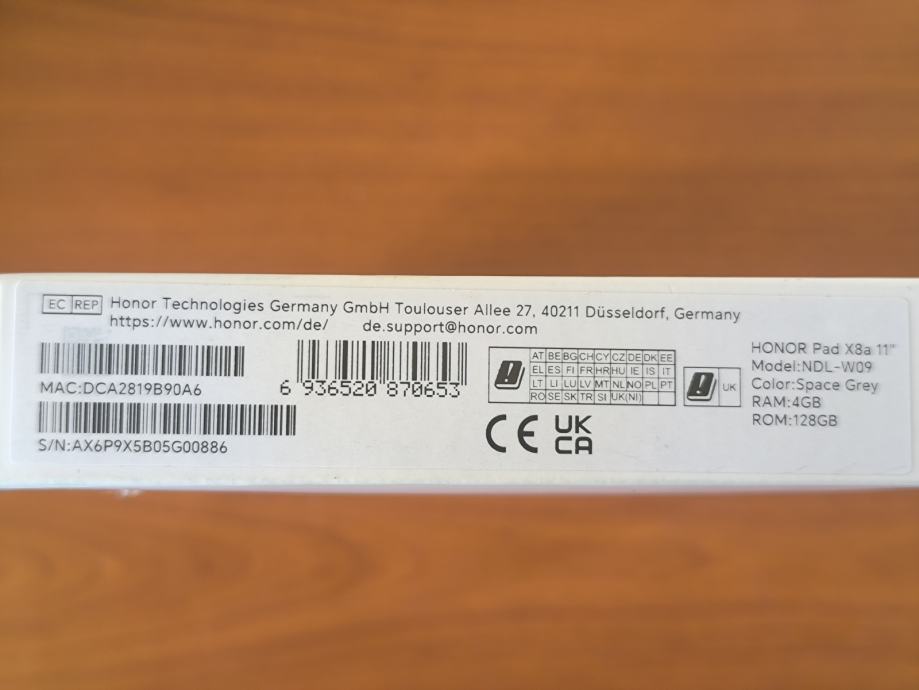 EC REP Honor Technologies Germany GmbH Toulouser Allee 27, 40211 Düsseldorf, Germany
https://www.honor.com/de/ de.support@honor.com
MAC:DCA2819B90A6
S/N:AX6P9X5B05G00886
6 936520 870653
AT BE BG CH CY CZ DE DK EE
EL ES FI FR HR HU IE IS IT
LT LI LU LV MT NL NO PL PT
RO SE SK TR SI UK(NI)
UK
CE UK
CA
HONOR Pad X8a 11"
Model:NDL-W09
Color:Space Grey
RAM:4GB
ROM:128GB